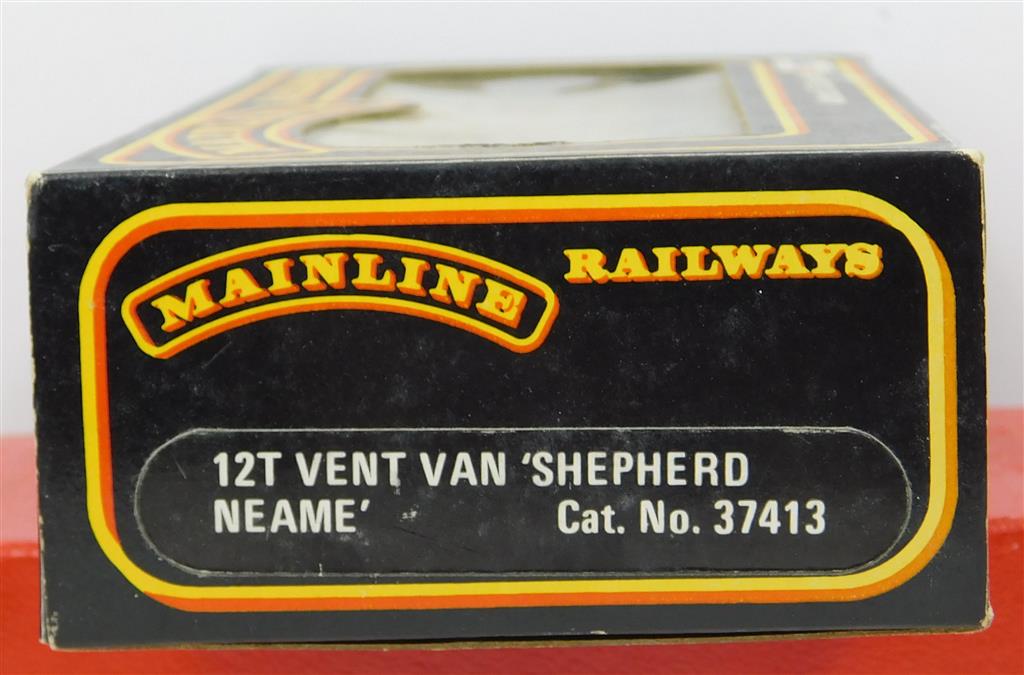 MAINLINE RAILWAYS
12T VENT VAN ‘SHEPHERD
NEAME’ Cat. No. 37413